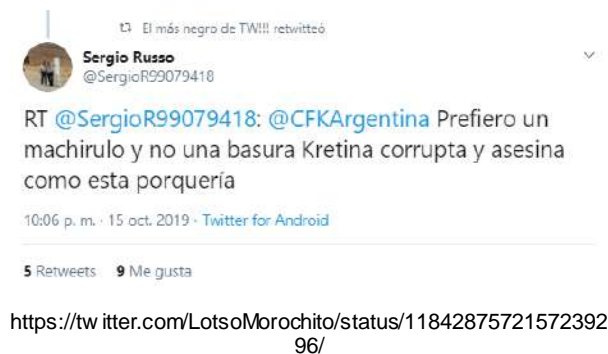 El más negro de TW!!! retwitteó
Sergio Russo
@SergioR99079418
RT @SergioR99079418: @CFKArgentina Prefiero un
machirulo y no una basura Kretina corrupta y asesina
como esta porquería
10:06 p. m. · 15 oct. 2019 · Twitter for Android
5 Retweets 9 Me gusta
https://twitter.com/LotsoMorochito/status/11842875721572392
96/